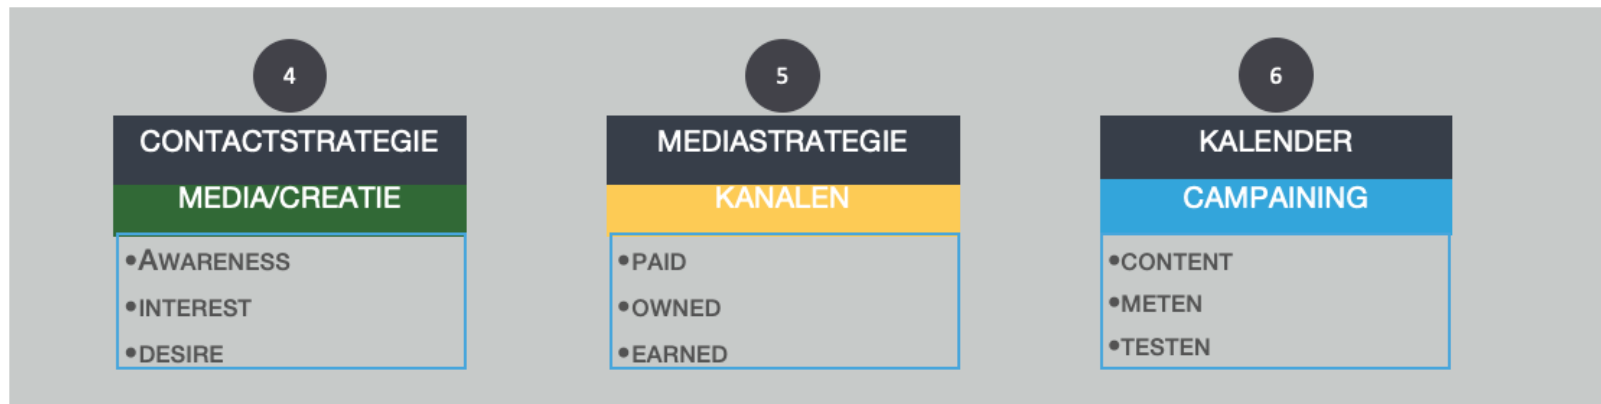 4
CONTACTSTRATEGIE
MEDIA/CREATIE
•AWARENESS
•INTEREST
•DESIRE
5
MEDIASTRATEGIE
KANALEN
•PAID
•OWNED
•EARNED
6
KALENDER
CAMPAINING
•CONTENT
•METEN
•TESTEN